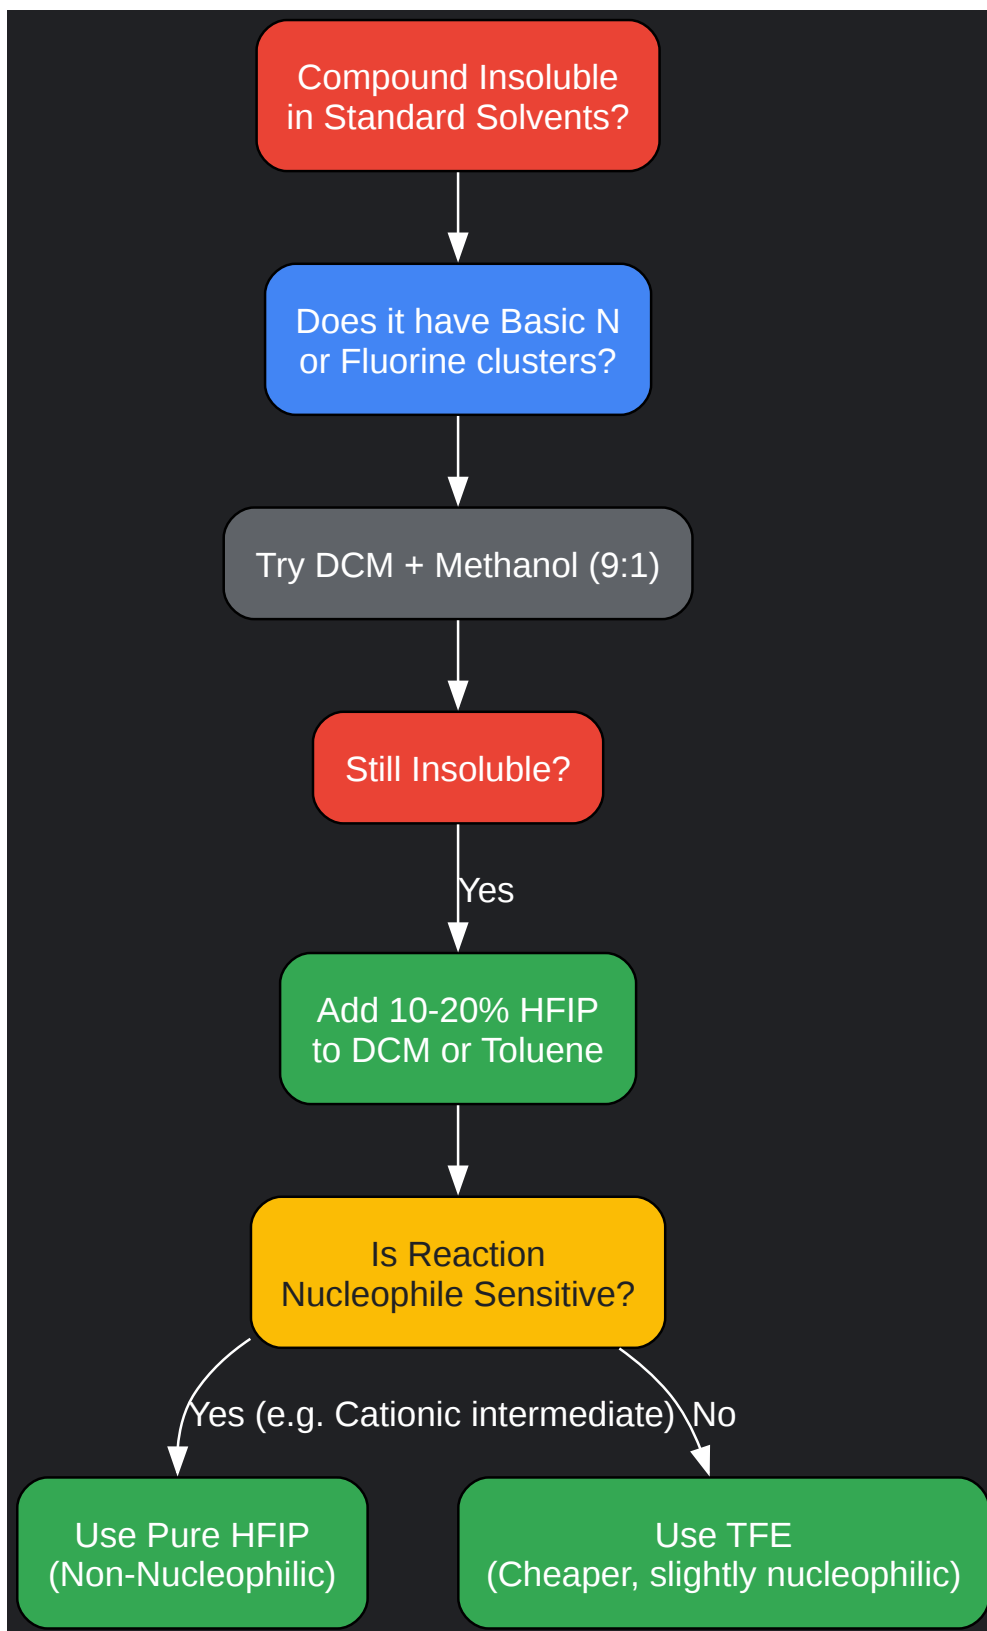 Compound Insoluble
in Standard Solvents?
Does it have Basic N
or Fluorine clusters?
Try DCM + Methanol (9:1)
Still Insoluble?
Yes
Add 10-20% HFIP
to DCM or Toluene
Is Reaction
Nucleophile Sensitive?
Yes (e.g. Cationic intermediate)
No
Use Pure HFIP
(Non-Nucleophilic)
Use TFE
(Cheaper, slightly nucleophilic)